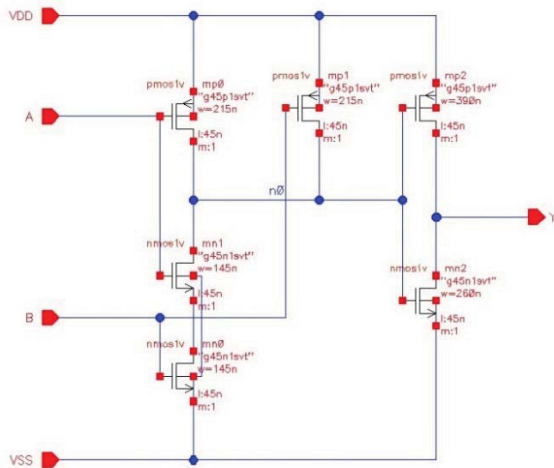 VDD
pmos1v mp0
"g45p1svt"
w=215n
l:45n
m:1
pmos1v mp1
"g45p1svt"
w=215n
l:45n
m:1
pmos1v mp2
"g45p1svt"
w=390n
l:45n
m:1
A
n0
Y
nmos1v mn1
"g45n1svt"
w=145n
l:45n
m:1
nmos1v mn2
"g45n1svt"
w=260n
l:45n
m:1
B
nmos1v mn0
"g45n1svt"
w=145n
l:45n
m:1
VSS